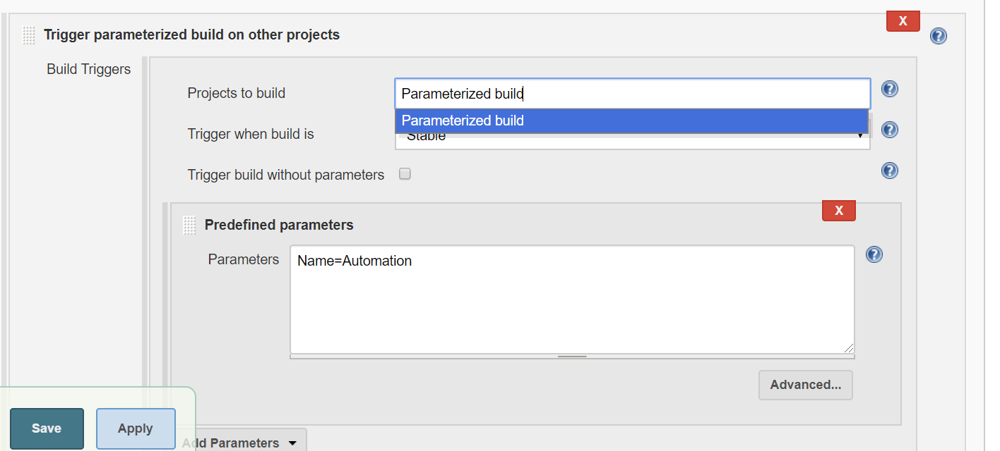 X
Trigger parameterized build on other projects
?
Build Triggers
Projects to build
Parameterized build
?
Parameterized build
Trigger when build is
Stable
?
Trigger build without parameters
?
X
Predefined parameters
Parameters
Name=Automation
?
Advanced...
Save
Apply
Add Parameters